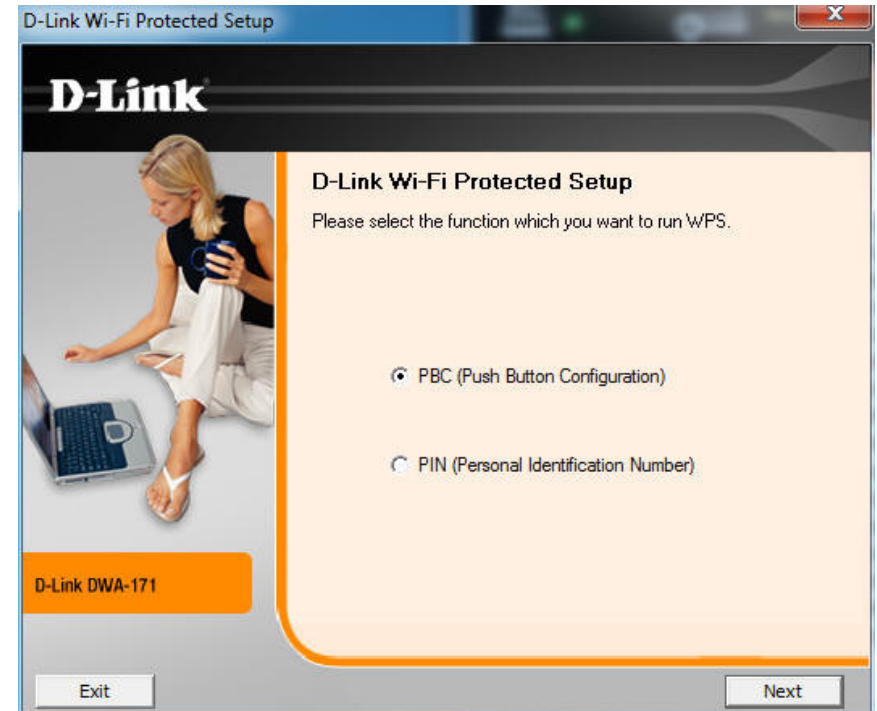 D-Link Wi-Fi Protected Setup
X
D-Link
D-Link Wi-Fi Protected Setup
Please select the function which you want to run WPS.
PBC (Push Button Configuration)
PIN (Personal Identification Number)
D-Link DWA-171
Exit
Next